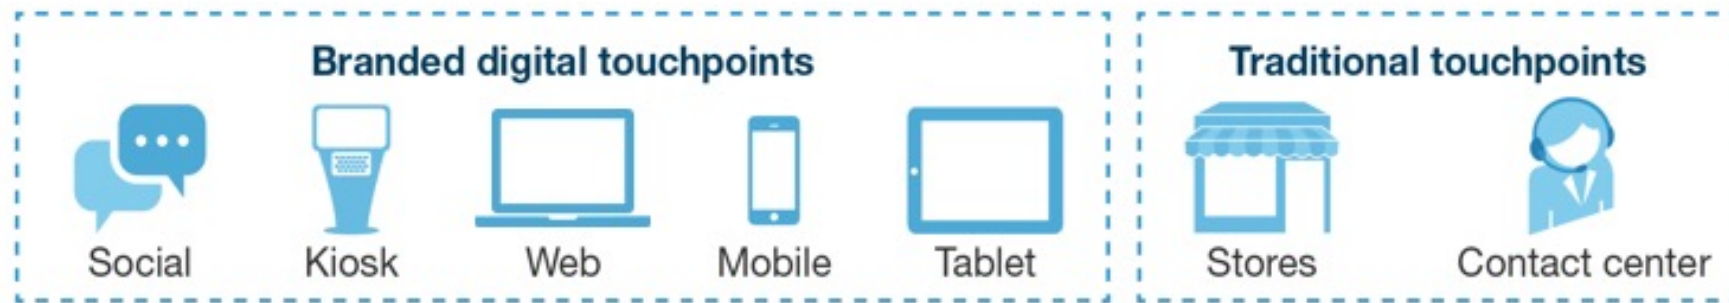 Branded digital touchpoints
Social
Kiosk
Web
Mobile
Tablet
Traditional touchpoints
Stores
Contact center